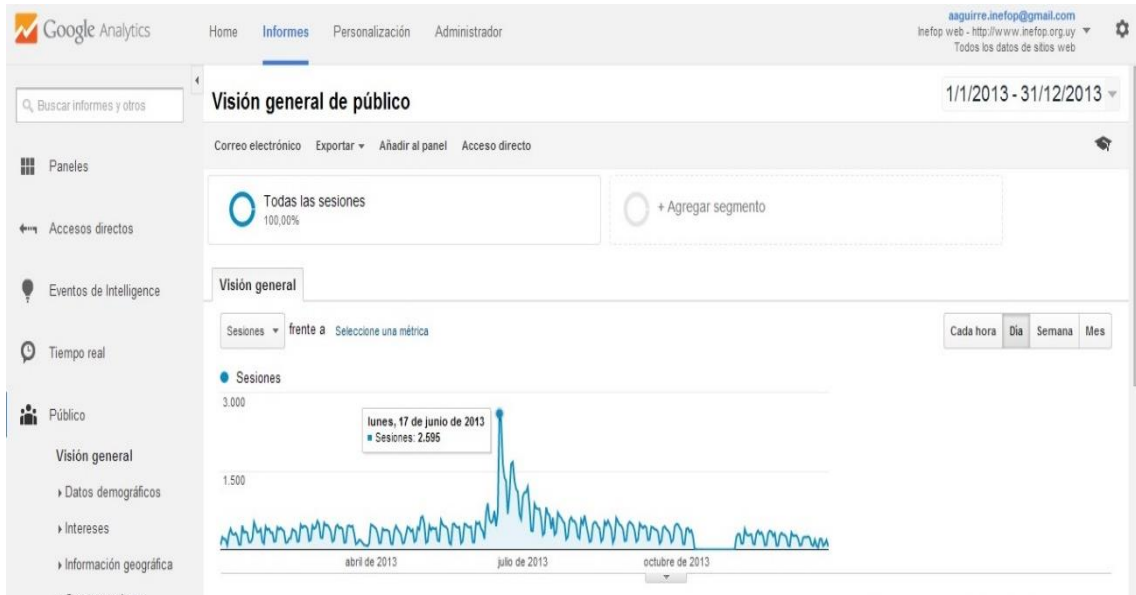 Google Analytics
Home Informes Personalización Administrador
aaguirre.inefop@gmail.com
Inefop web - http://www.inefop.org.uy
Todos los datos de sitios web
Buscar informes y otros
Visión general de público
1/1/2013 - 31/12/2013
Correo electrónico Exportar Añadir al panel Acceso directo
Paneles
Todas las sesiones
100,00%
+ Agregar segmento
Accesos directos
Eventos de Intelligence
Visión general
Sesiones frente a Seleccione una métrica
Cada hora Día Semana Mes
Tiempo real
Sesiones
3.000
lunes, 17 de junio de 2013
Sesiones: 2.595
1.500
Público
Visión general
Datos demográficos
Intereses
Información geográfica
abril de 2013 julio de 2013 octubre de 2013